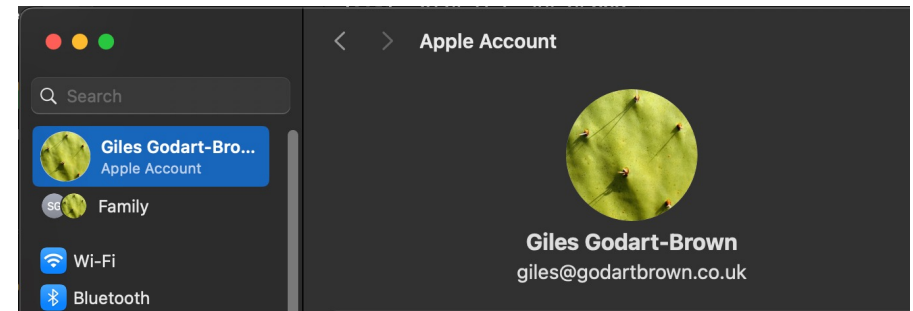 Apple Account
Search
Giles Godart-Bro...
Apple Account
SG
Family
Wi-Fi
Bluetooth
Giles Godart-Brown
giles@godartbrown.co.uk